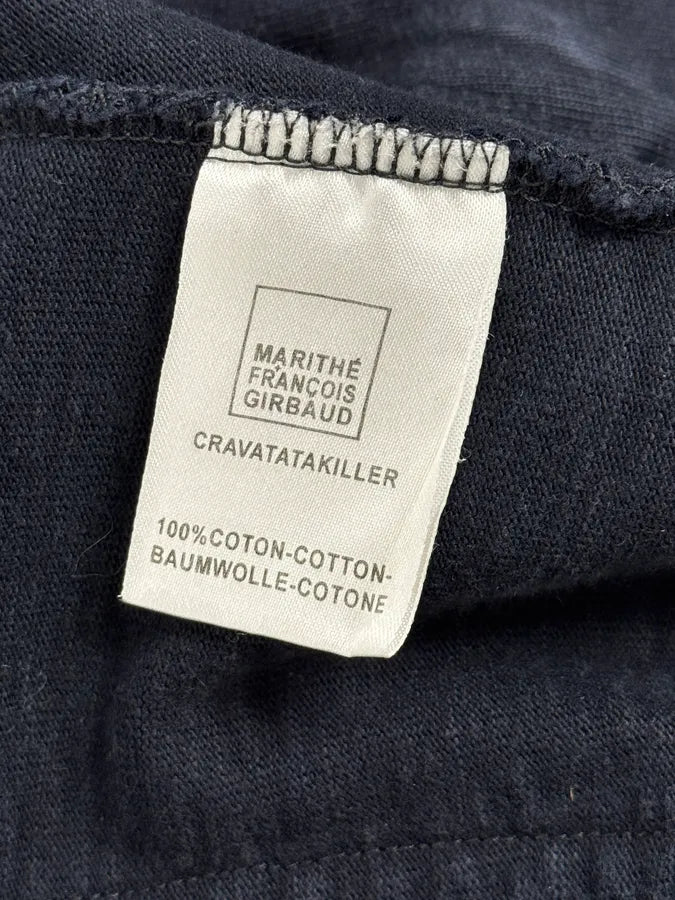 MARITHÉ
FRANÇOIS
GIRBAUD
CRAVATATAKILLER
100%COTON-COTTON-
BAUMWOLLE-COTONE